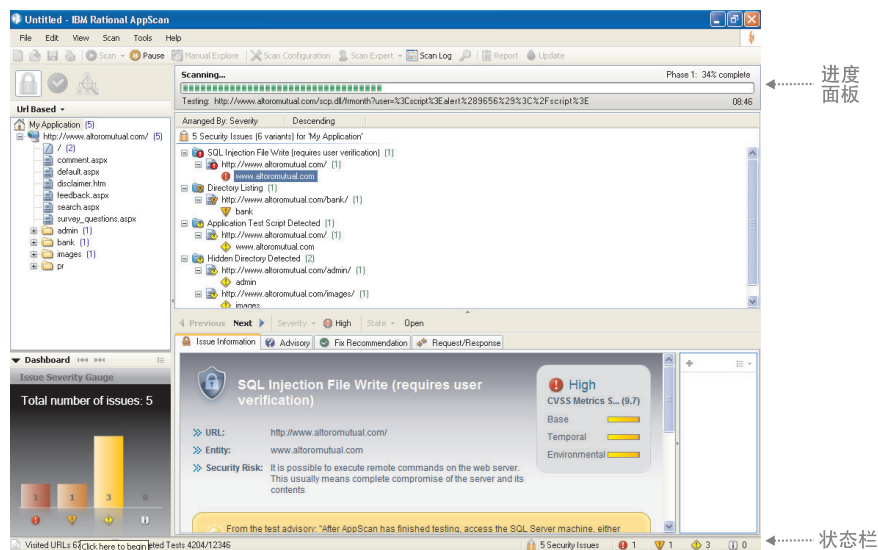 Untitled - IBM Rational AppScan
File Edit View Scan Tools Help
Scan Pause Manual Explore Scan Configuration Scan Expert Scan Log Report Update
Scanning... Phase 1: 34% complete
进度
面板
Testing: http://www.altoromutual.com/scp.dll/frmonth?user=%3Cscript%3Ealert%289656%29%3C%2Fscript%3E 08:46
Url Based
My Application (5)
http://www.altoromutual.com/ (5)
/ (2)
comment.aspx
default.aspx
disclaimer.htm
feedback.aspx
search.aspx
survey_questions.aspx
admin (1)
bank (1)
images (1)
pr
Arranged By: Severity Descending
5 Security Issues (6 variants) for 'My Application'
SQL Injection File Write (requires user verification) (1)
http://www.altoromutual.com/ (1)
www.altoromutual.com
Directory Listing (1)
http://www.altoromutual.com/bank/ (1)
bank
Application Test Script Detected (1)
http://www.altoromutual.com/ (1)
www.altoromutual.com
Hidden Directory Detected (2)
http://www.altoromutual.com/admin/ (1)
admin
http://www.altoromutual.com/images/ (1)
images
Previous Next Severity High State Open
Issue Information Advisory Fix Recommendation Request/Response
Dashboard
Issue Severity Gauge
Total number of issues: 5
1 1 3 0
SQL Injection File Write (requires user
verification)
URL: http://www.altoromutual.com/
Entity: www.altoromutual.com
Security Risk: It is possible to execute remote commands on the web server.
This usually means complete compromise of the server and its
contents
High
CVSS Metrics S... (9.7)
Base
Temporal
Environmental
From the test advisory: "After AppScan has finished testing, access the SQL Server machine, either
Visited URLs Click here to begin Tests 4204/12346 5 Security Issues 1 1 3 0
状态栏